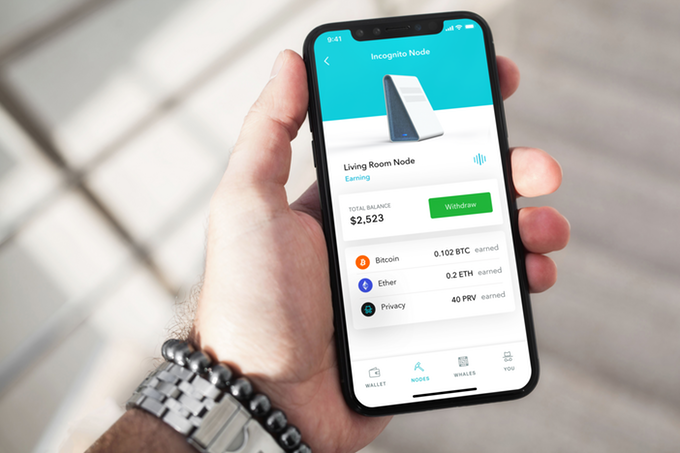 9:41
Incognito Node
Living Room Node
Earning
TOTAL BALANCE
$2,523
Withdraw
Bitcoin 0.102 BTC earned
Ether 0.2 ETH earned
Privacy 40 PRV earned
WALLET NODES WHALES YOU